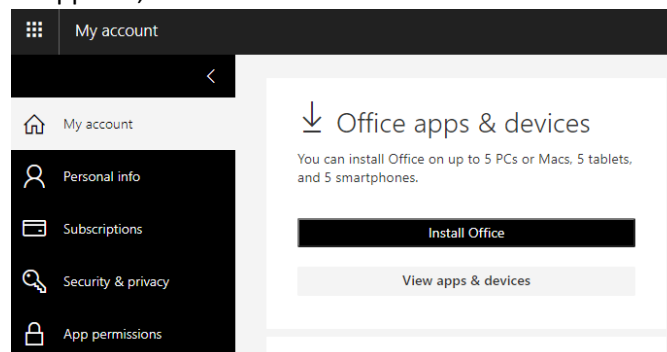 My account
My account
Personal info
Subscriptions
Security & privacy
App permissions
Office apps & devices
You can install Office on up to 5 PCs or Macs, 5 tablets,
and 5 smartphones.
Install Office
View apps & devices